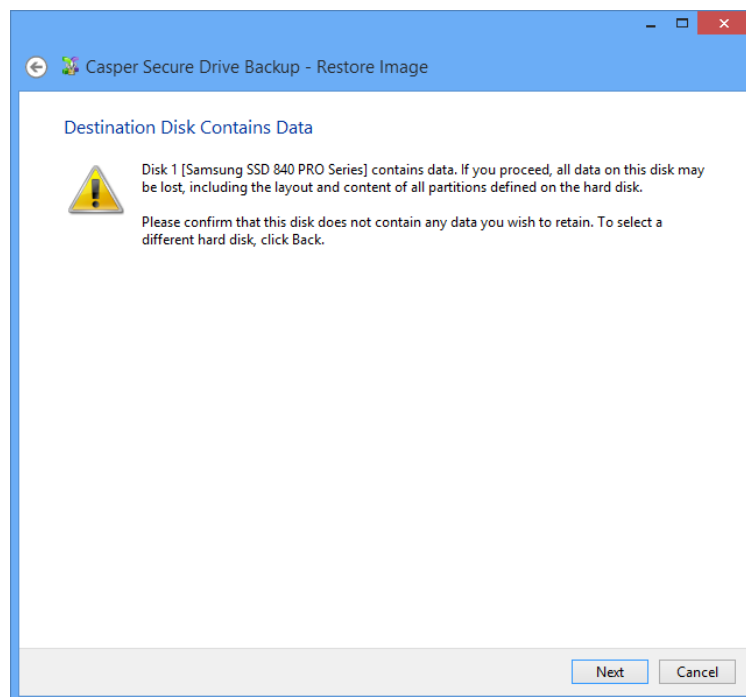 Casper Secure Drive Backup - Restore Image
Destination Disk Contains Data
Disk 1 [Samsung SSD 840 PRO Series] contains data. If you proceed, all data on this disk may
be lost, including the layout and content of all partitions defined on the hard disk.
Please confirm that this disk does not contain any data you wish to retain. To select a
different hard disk, click Back.
Next
Cancel